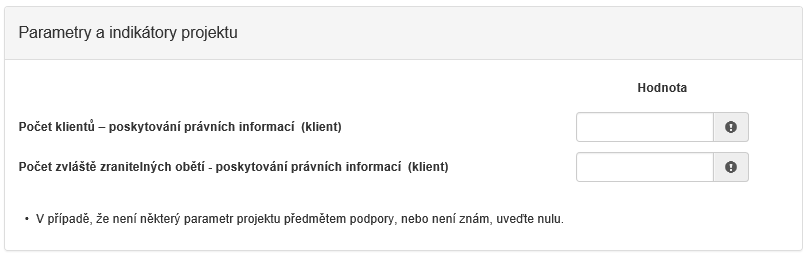 Parametry a indikátory projektu
Hodnota
Počet klientů – poskytování právních informací  (klient)
Počet zvláště zranitelných obětí - poskytování právních informací  (klient)
• V případě, že není některý parametr projektu předmětem podpory, nebo není znám, uveďte nulu.